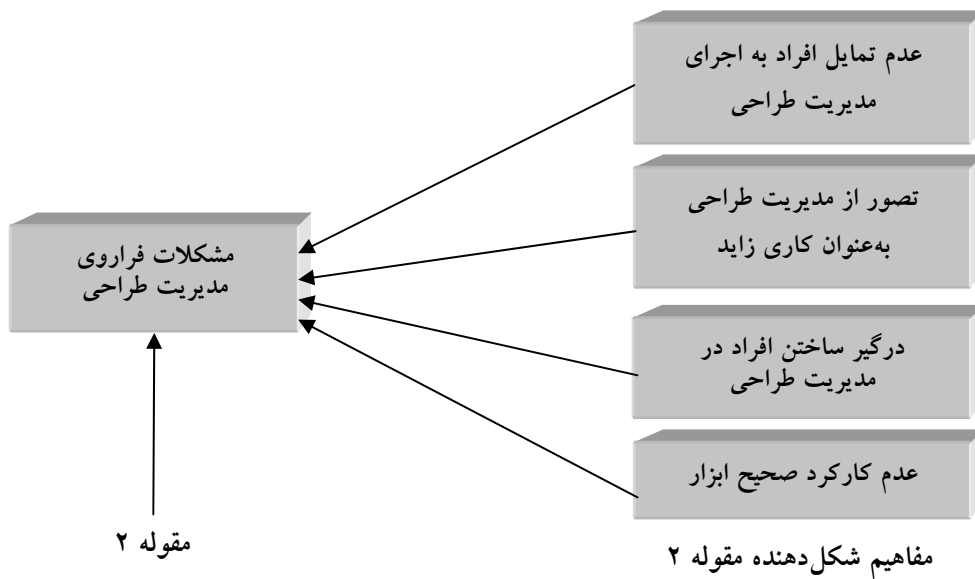 عدم تمایل افراد به اجرای
مدیریت طراحی
تصور از مدیریت طراحی
به‌عنوان کاری زاید
درگیر ساختن افراد در
مدیریت طراحی
عدم کارکرد صحیح ابزار
مفاهیم شکل‌دهنده مقوله ۲
مشکلات فراروی
مدیریت طراحی
مقوله ۲